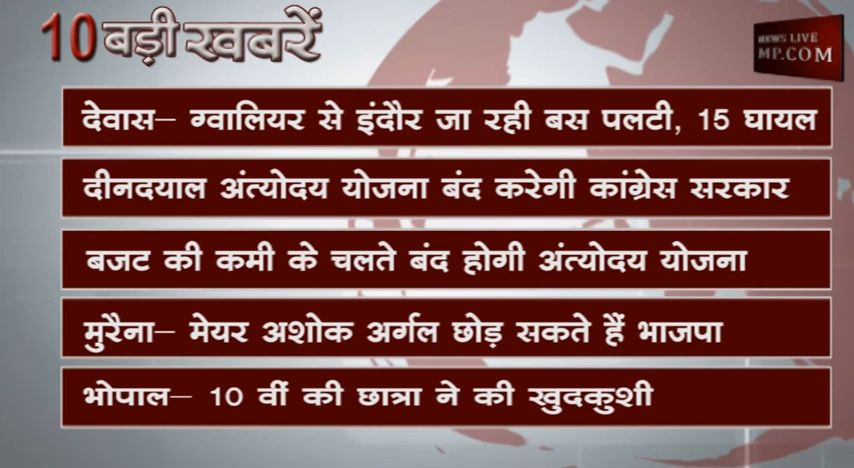 10 बड़ी खबरें
NEWS LIVE
MP.COM
देवास– ग्वालियर से इंदौर जा रही बस पलटी, 15 घायल
दीनदयाल अंत्योदय योजना बंद करेगी कांग्रेस सरकार
बजट की कमी के चलते बंद होगी अंत्योदय योजना
मुरैना– मेयर अशोक अर्गल छोड़ सकते हैं भाजपा
भोपाल– 10 वीं की छात्रा ने की खुदकुशी